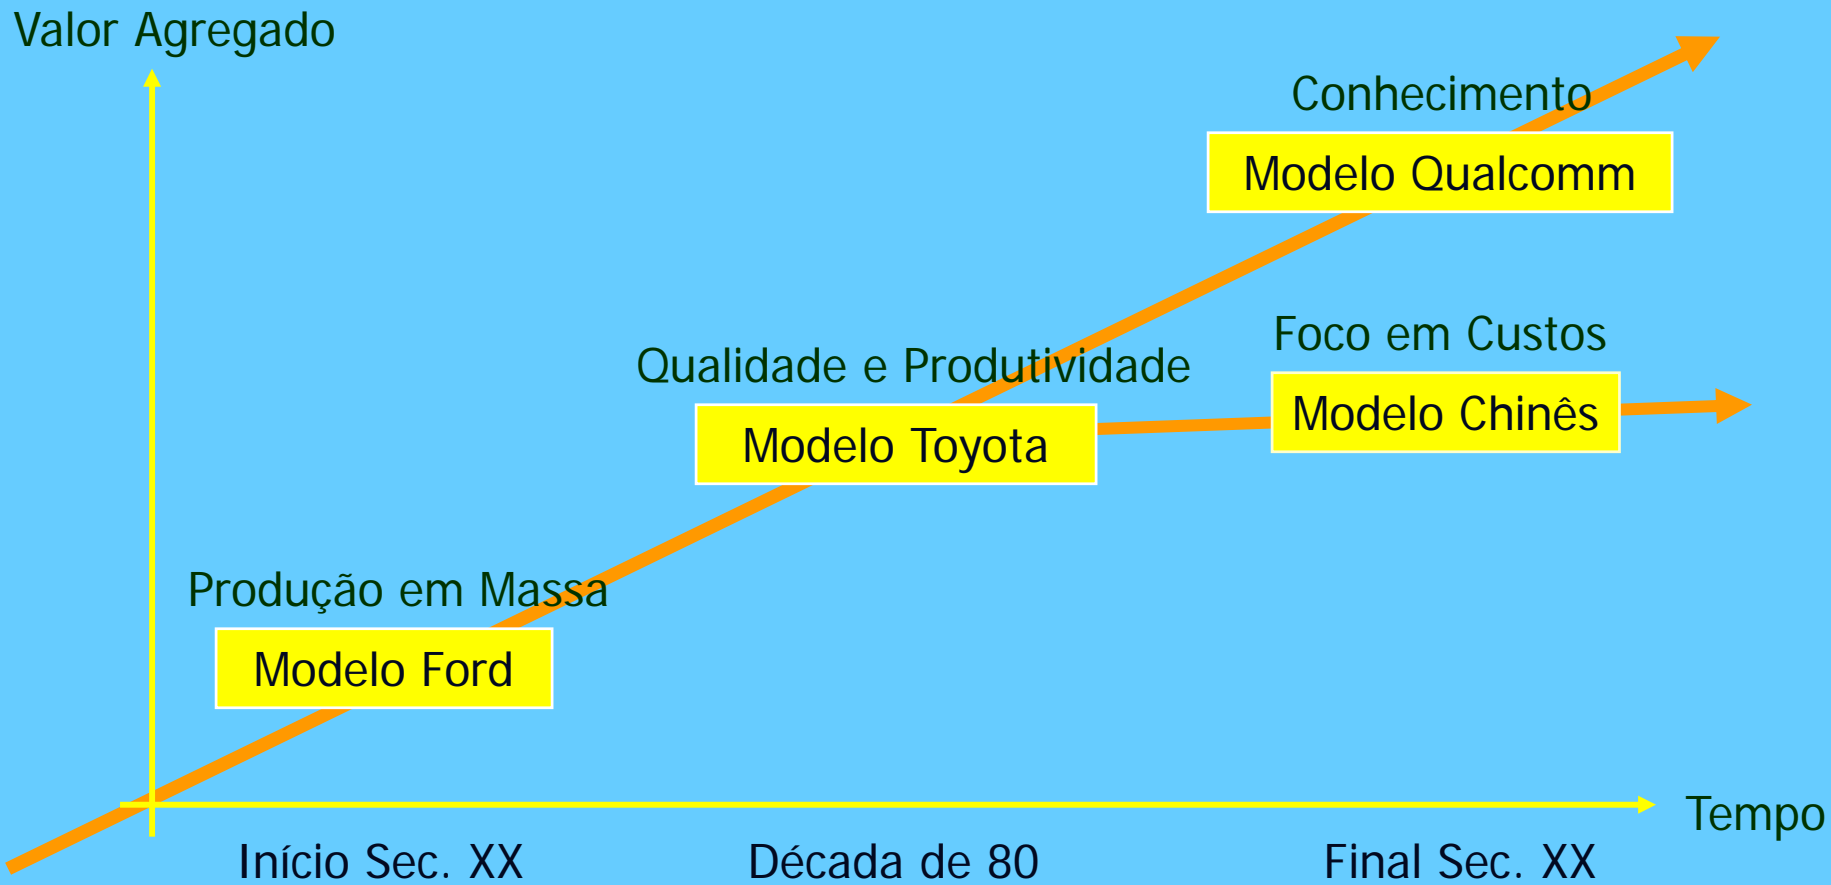 Valor Agregado
Conhecimento
Modelo Qualcomm
Foco em Custos
Modelo Chinês
Qualidade e Produtividade
Modelo Toyota
Produção em Massa
Modelo Ford
Tempo
Início Sec. XX
Década de 80
Final Sec. XX